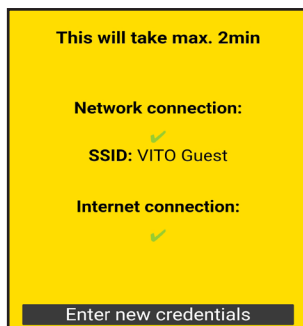 This will take max. 2min
Network connection:
✔
SSID: VITO Guest
Internet connection:
✔
Enter new credentials